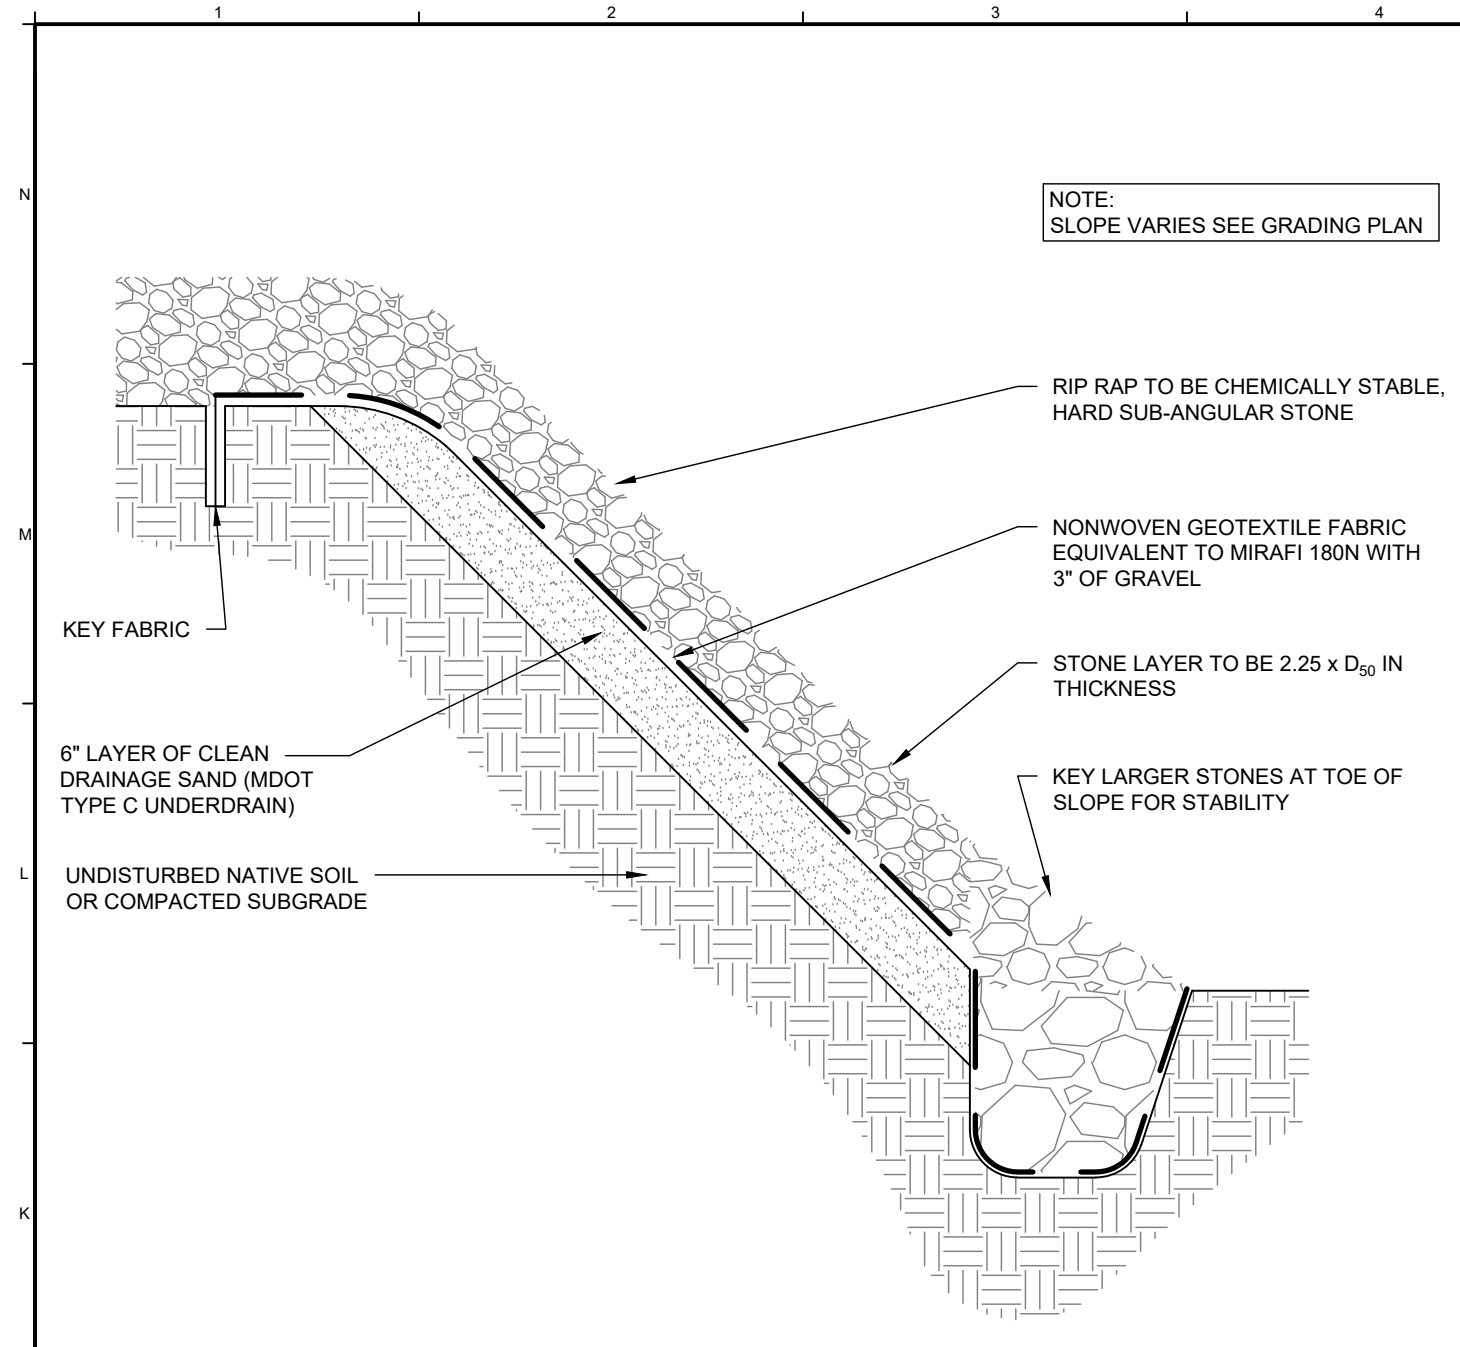 1 2 3 4
N
NOTE:
SLOPE VARIES SEE GRADING PLAN
RIP RAP TO BE CHEMICALLY STABLE,
HARD SUB-ANGULAR STONE
M
NONWOVEN GEOTEXTILE FABRIC
EQUIVALENT TO MIRAFI 180N WITH
3" OF GRAVEL
KEY FABRIC
STONE LAYER TO BE 2.25 x D50 IN
THICKNESS
6" LAYER OF CLEAN
DRAINAGE SAND (MDOT
TYPE C UNDERDRAIN)
KEY LARGER STONES AT TOE OF
SLOPE FOR STABILITY
L
UNDISTURBED NATIVE SOIL
OR COMPACTED SUBGRADE
K